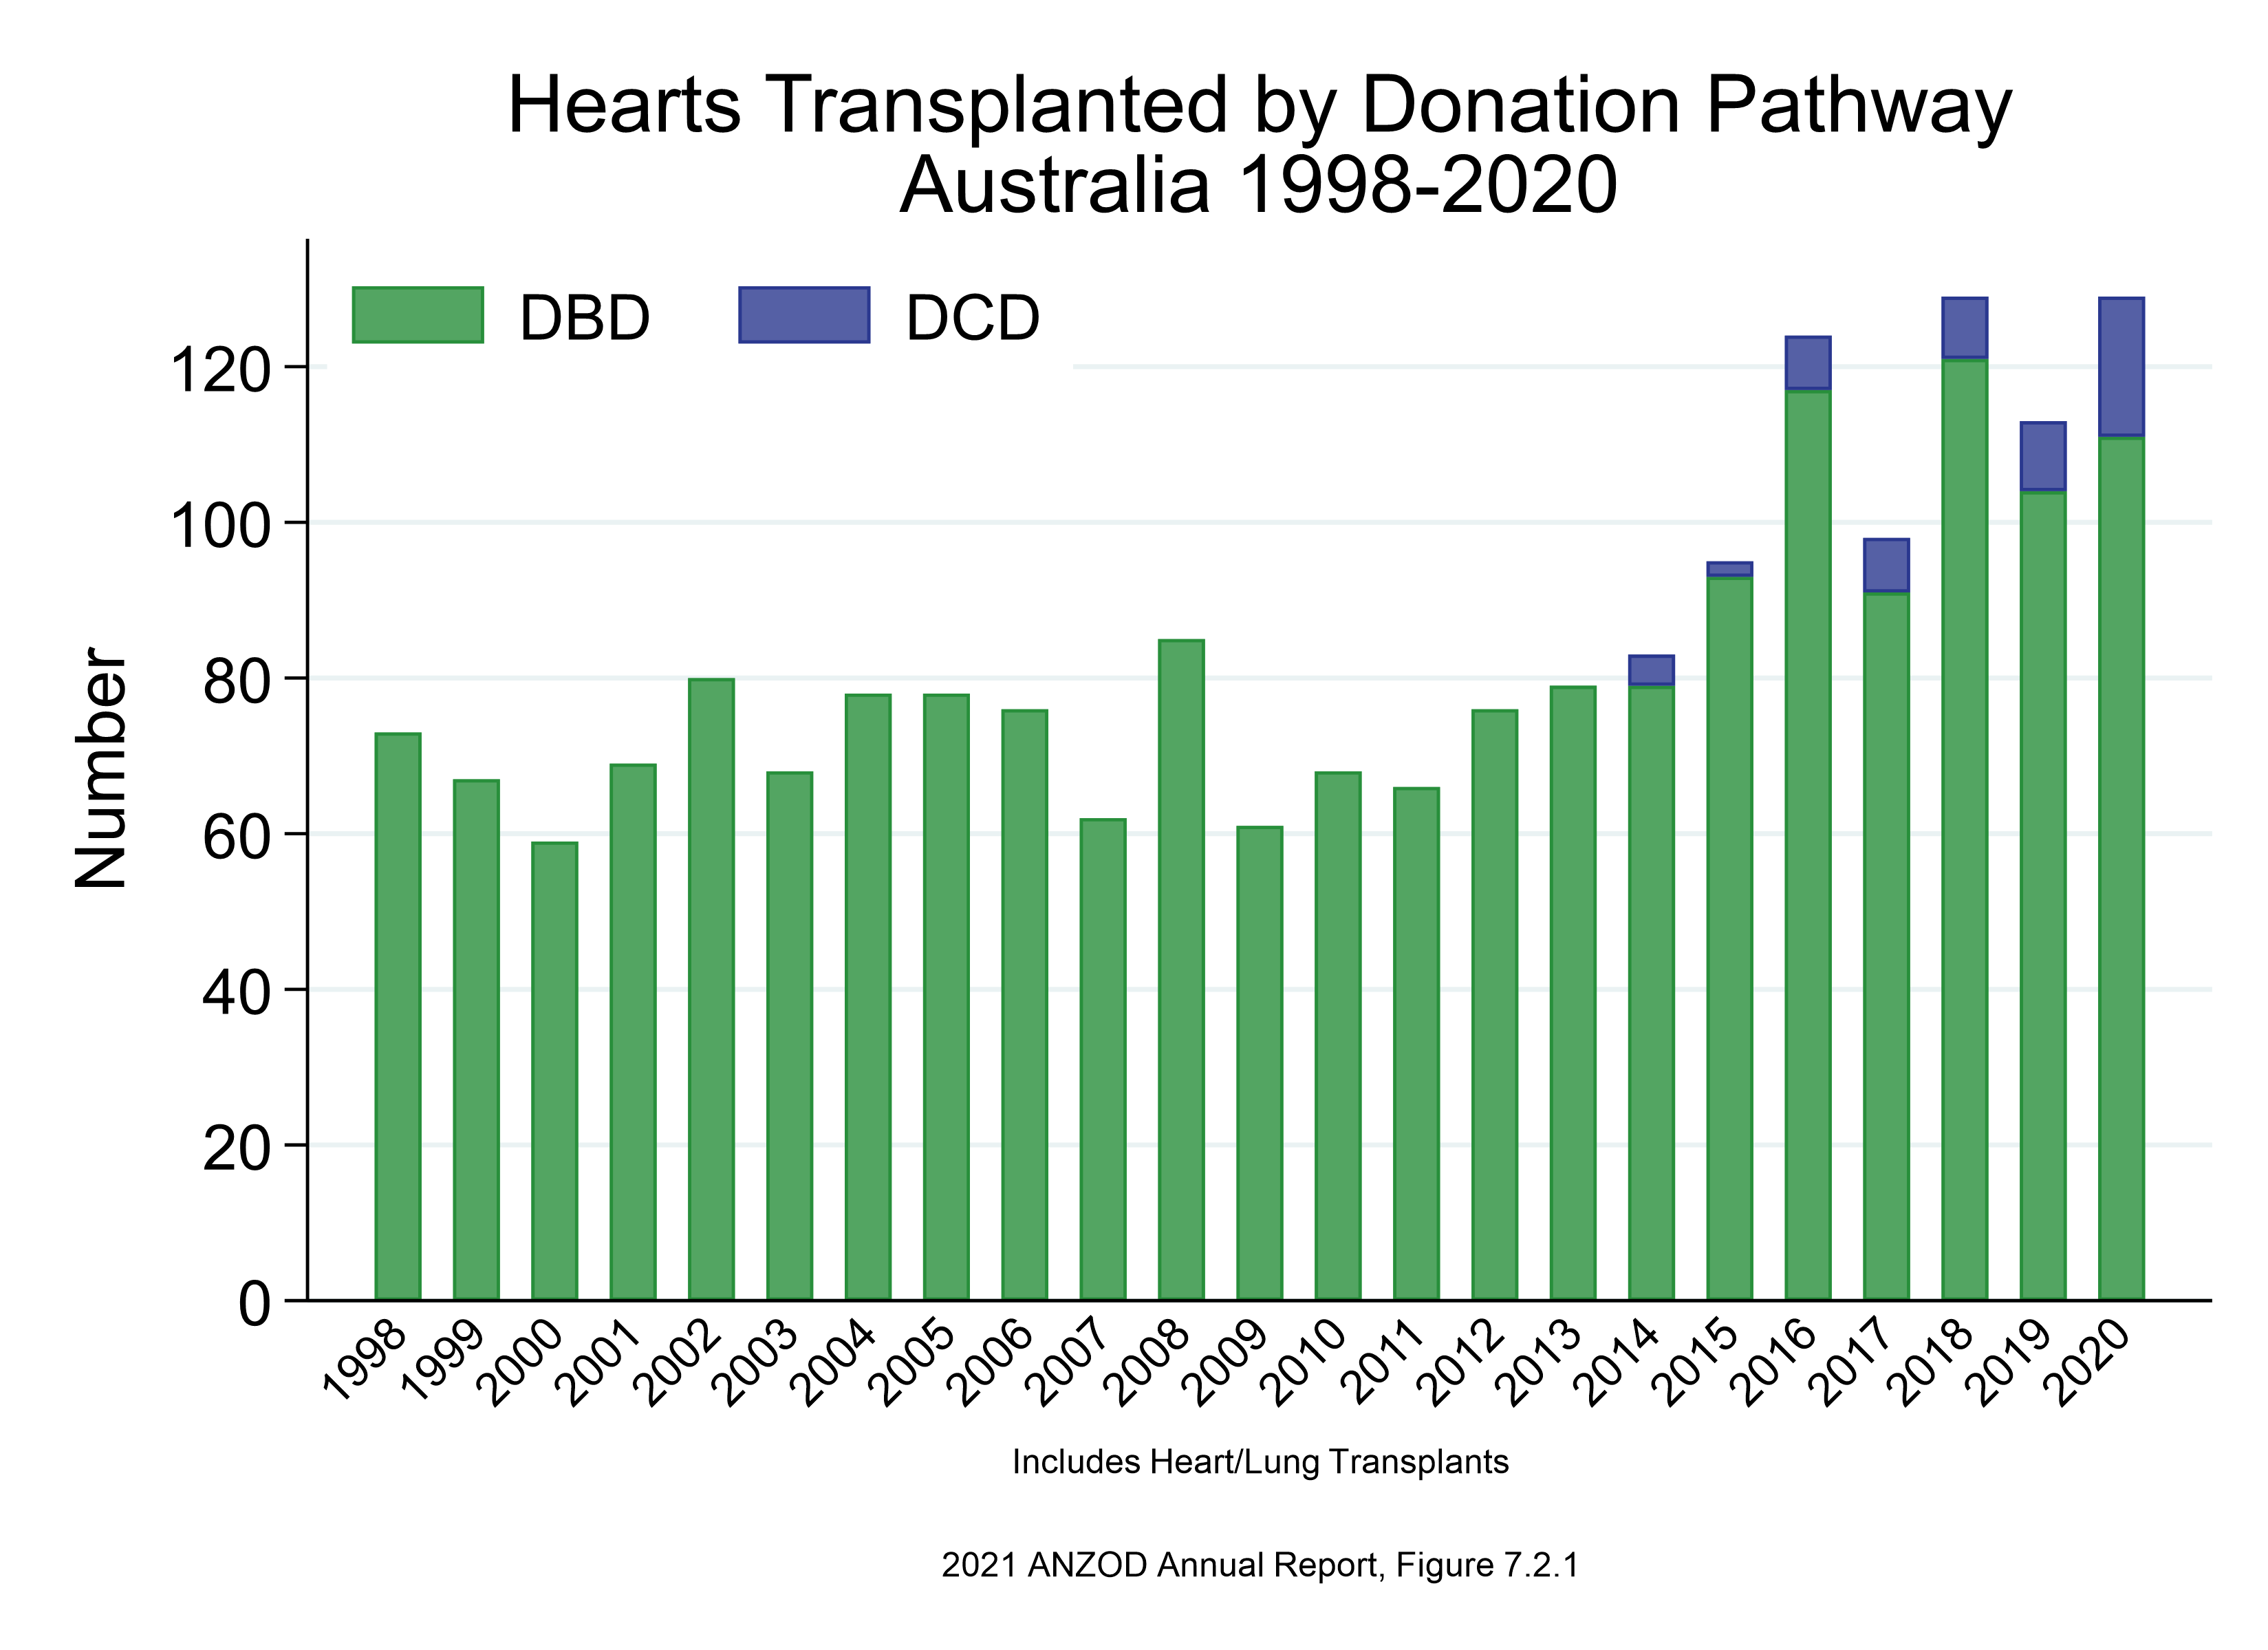 Hearts Transplanted by Donation Pathway
Australia 1998-2020
DBD DCD
120
100
80
60
40
20
0
Number
1998 1999 2000 2001 2002 2003 2004 2005 2006 2007 2008 2009 2010 2011 2012 2013 2014 2015 2016 2017 2018 2019 2020
Includes Heart/Lung Transplants
2021 ANZOD Annual Report, Figure 7.2.1